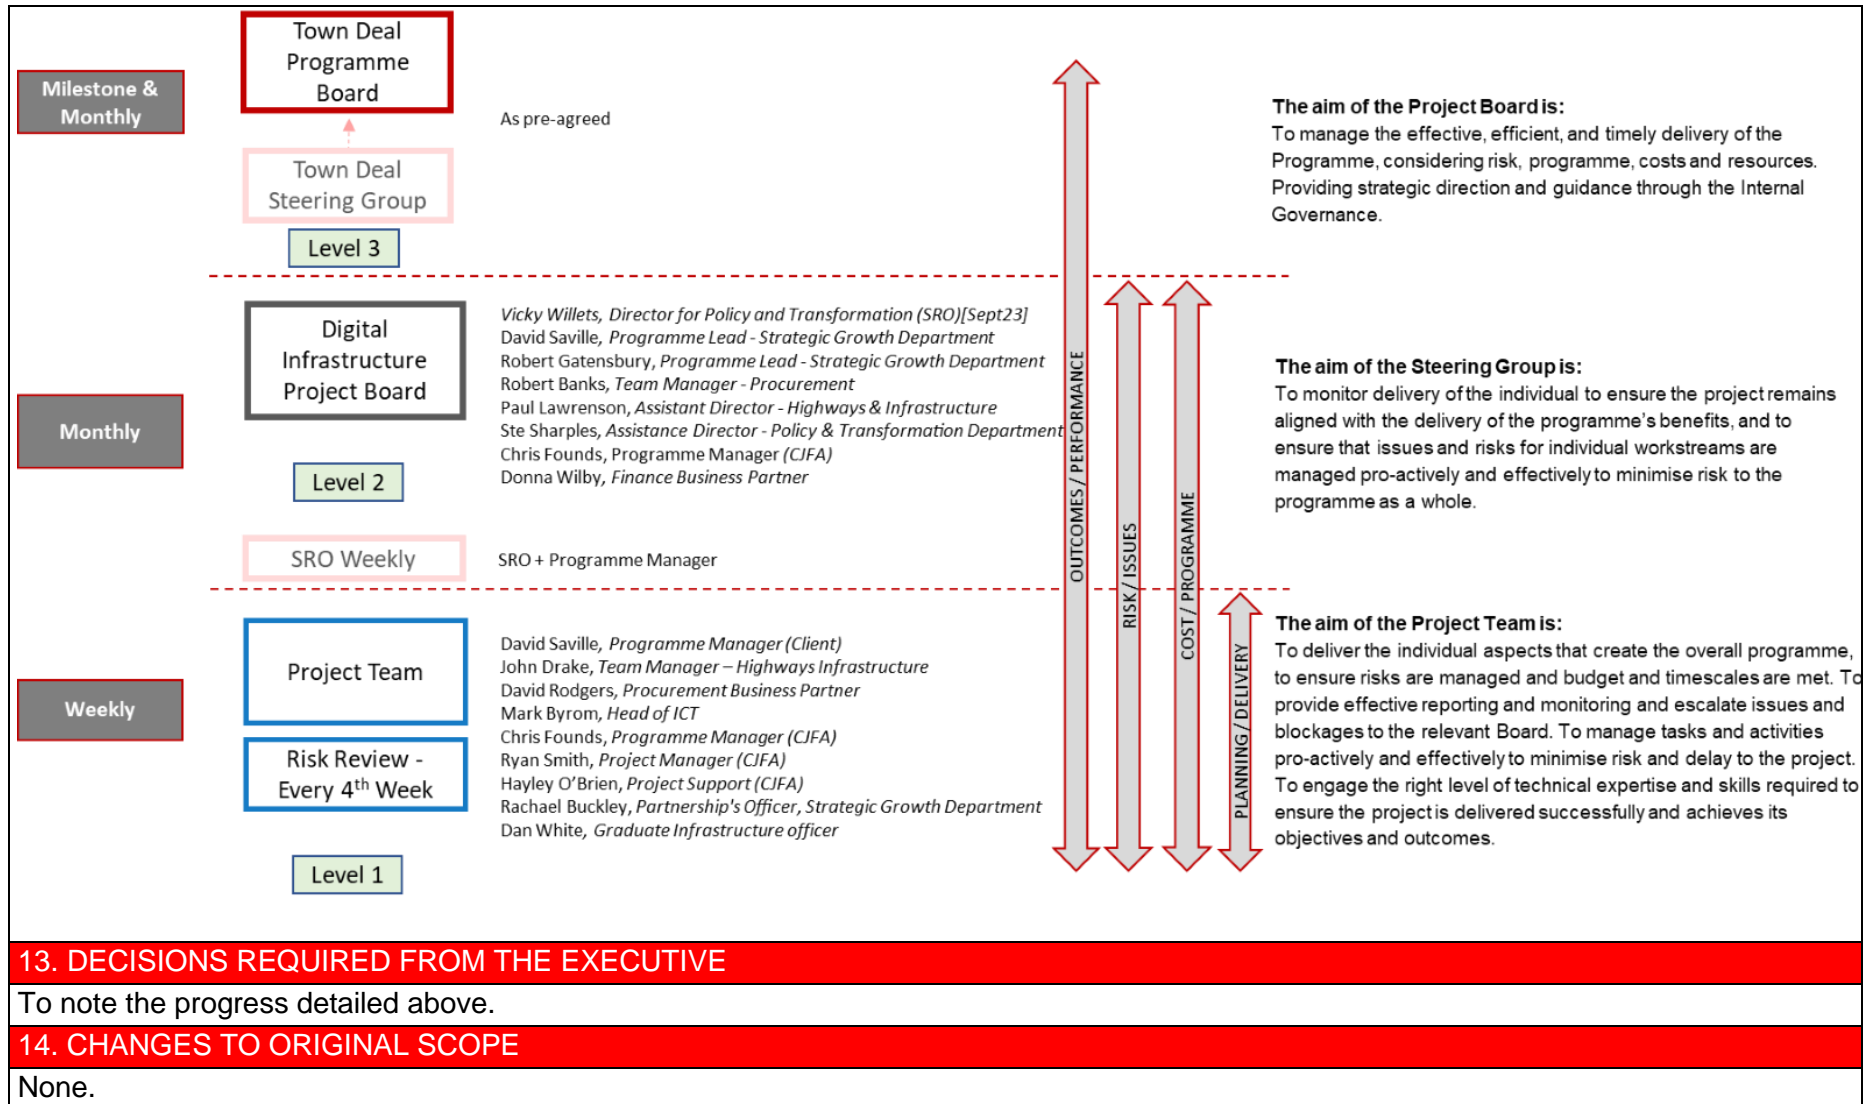 Milestone &
Monthly
Town Deal
Programme
Board
Town Deal
Steering Group
Level 3
As pre-agreed
The aim of the Project Board is:
To manage the effective, efficient, and timely delivery of the
Programme, considering risk, programme, costs and resources.
Providing strategic direction and guidance through the Internal
Governance.
Monthly
Digital
Infrastructure
Project Board
Level 2
SRO Weekly
Vicky Willets, Director for Policy and Transformation (SRO)[Sept23]
David Saville, Programme Lead - Strategic Growth Department
Robert Gatensbury, Programme Lead - Strategic Growth Department
Robert Banks, Team Manager - Procurement
Paul Lawrenson, Assistant Director - Highways & Infrastructure
Ste Sharples, Assistance Director - Policy & Transformation Department
Chris Founds, Programme Manager (CJFA)
Donna Wilby, Finance Business Partner
SRO + Programme Manager
OUTCOMES / PERFORMANCE
RISK / ISSUES
COST / PROGRAMME
PLANNING / DELIVERY
The aim of the Steering Group is:
To monitor delivery of the individual to ensure the project remains
aligned with the delivery of the programme's benefits, and to
ensure that issues and risks for individual workstreams are
managed pro-actively and effectively to minimise risk to the
programme as a whole.
Weekly
Project Team
Risk Review -
Every 4th Week
Level 1
David Saville, Programme Manager (Client)
John Drake, Team Manager – Highways Infrastructure
David Rodgers, Procurement Business Partner
Mark Byrom, Head of ICT
Chris Founds, Programme Manager (CJFA)
Ryan Smith, Project Manager (CJFA)
Hayley O'Brien, Project Support (CJFA)
Rachael Buckley, Partnership's Officer, Strategic Growth Department
Dan White, Graduate Infrastructure officer
The aim of the Project Team is:
To deliver the individual aspects that create the overall programme,
to ensure risks are managed and budget and timescales are met. To
provide effective reporting and monitoring and escalate issues and
blockages to the relevant Board. To manage tasks and activities
pro-actively and effectively to minimise risk and delay to the project.
To engage the right level of technical expertise and skills required to
ensure the project is delivered successfully and achieves its
objectives and outcomes.
13. DECISIONS REQUIRED FROM THE EXECUTIVE
To note the progress detailed above.
14. CHANGES TO ORIGINAL SCOPE
None.